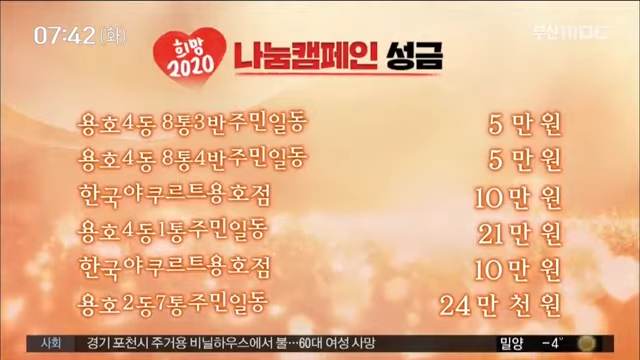 07:42 (화)
희망 2020
나눔캠페인 성금
부산MBC
용호4동 8통3반주민일동 5만 원
용호4동 8통4반주민일동 5만 원
한국야쿠르트용호점 10만 원
용호4동1통주민일동 21만 원
한국야쿠르트용호점 10만 원
용호2동7통주민일동 24만 천 원
사회 경기 포천시 주거용 비닐하우스에서 불…60대 여성 사망 밀양 -4°